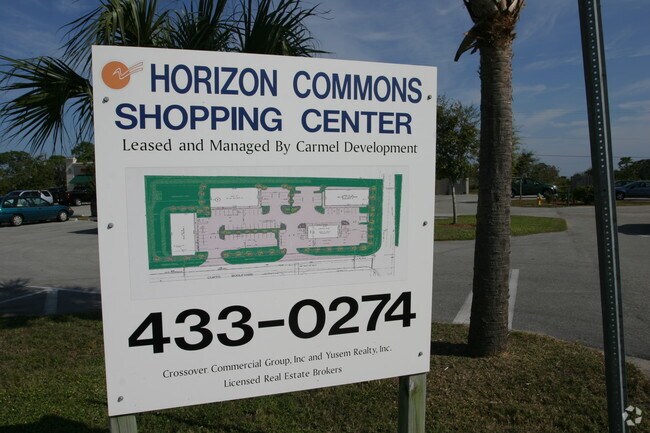 HORIZON COMMONS
SHOPPING CENTER
Leased and Managed By Carmel Development
433-0274
Crossover Commercial Group, Inc and Yusem Realty, Inc.
Licensed Real Estate Brokers